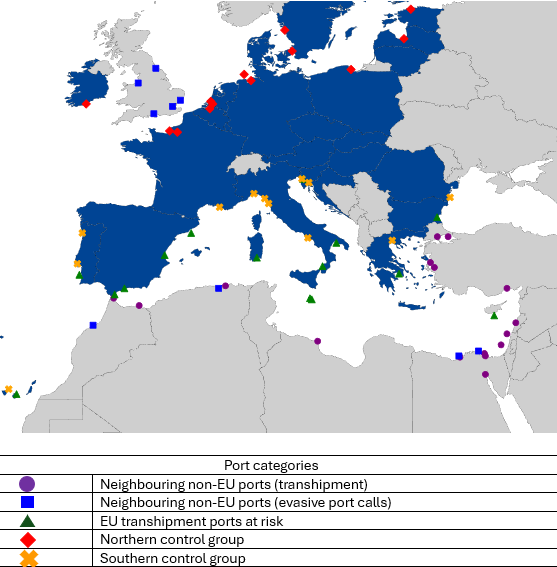 Port categories
Neighbouring non-EU ports (transhipment)
Neighbouring non-EU ports (evasive port calls)
EU transhipment ports at risk
Northern control group
Southern control group